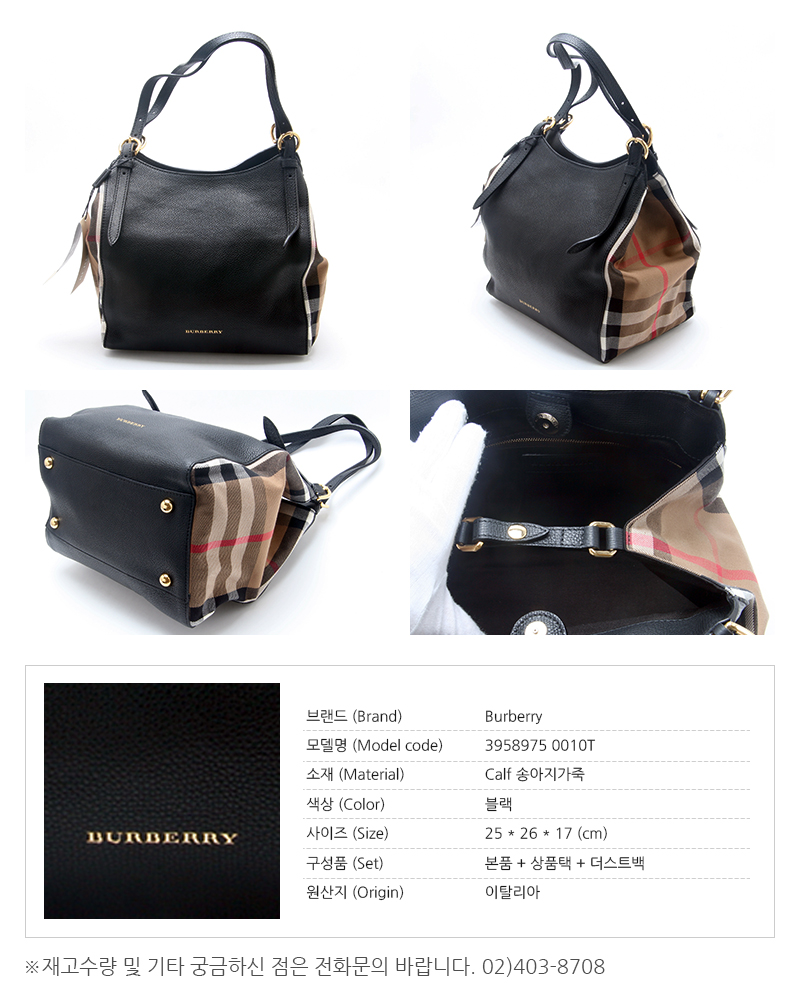 BURBERRY
BURBERRY
BURBERRY
BURBERRY
브랜드 (Brand) Burberry
모델명 (Model code) 3958975 0010T
소재 (Material) Calf 송아지가죽
색상 (Color) 블랙
사이즈 (Size) 25 * 26 * 17 (cm)
구성품 (Set) 본품 + 상품택 + 더스트백
원산지 (Origin) 이탈리아
※재고수량 및 기타 궁금하신 점은 전화문의 바랍니다. 02)403-8708